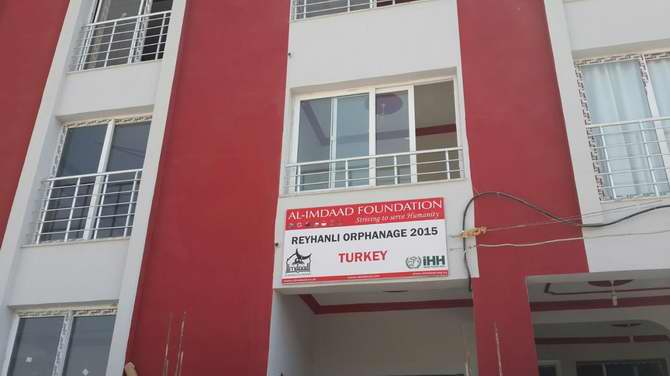 AL-IMDAAD FOUNDATION
Striving to serve Humanity
REYHANLI ORPHANAGE 2015
TURKEY
iHH